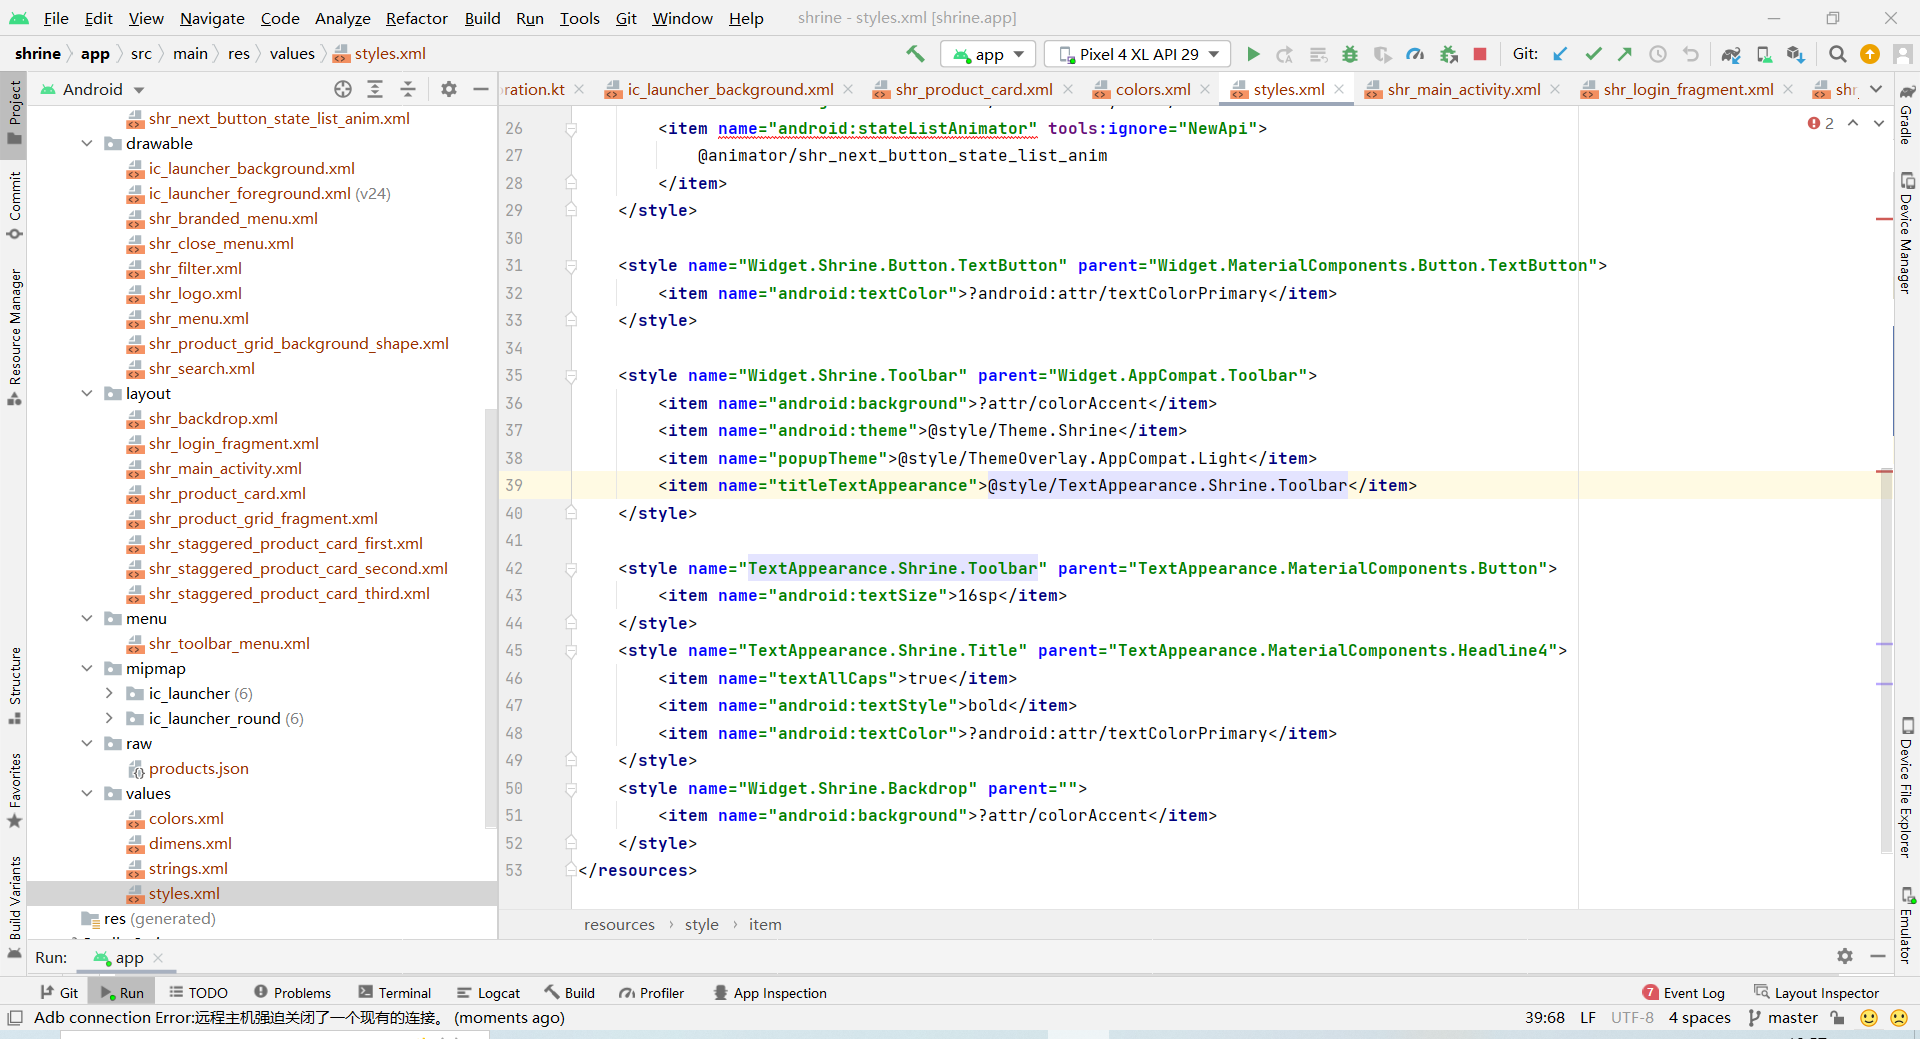 File Edit View Navigate Code Analyze Refactor Build Run Tools Git Window Help shrine - styles.xml [shrine.app]
shrine app src main res values styles.xml app Pixel 4 XL API 29 Git:
Android
ration.kt ic_launcher_background.xml shr_product_card.xml colors.xml styles.xml shr_main_activity.xml shr_login_fragment.xml shr
Project
Commit
Resource Manager
Structure
Favorites
Build Variants
shr_next_button_state_list_anim.xml
drawable
ic_launcher_background.xml
ic_launcher_foreground.xml (v24)
shr_branded_menu.xml
shr_close_menu.xml
shr_filter.xml
shr_logo.xml
shr_menu.xml
shr_product_grid_background_shape.xml
shr_search.xml
layout
shr_backdrop.xml
shr_login_fragment.xml
shr_main_activity.xml
shr_product_card.xml
shr_product_grid_fragment.xml
shr_staggered_product_card_first.xml
shr_staggered_product_card_second.xml
shr_staggered_product_card_third.xml
menu
shr_toolbar_menu.xml
mipmap
ic_launcher (6)
ic_launcher_round (6)
raw
products.json
values
colors.xml
dimens.xml
strings.xml
styles.xml
res (generated)
2
26 <item name="android:stateListAnimator" tools:ignore="NewApi">
27 @animator/shr_next_button_state_list_anim
28 </item>
29 </style>
30
31 <style name="Widget.Shrine.Button.TextButton" parent="Widget.MaterialComponents.Button.TextButton">
32 <item name="android:textColor">?android:attr/textColorPrimary</item>
33 </style>
34
35 <style name="Widget.Shrine.Toolbar" parent="Widget.AppCompat.Toolbar">
36 <item name="android:background">?attr/colorAccent</item>
37 <item name="android:theme">@style/Theme.Shrine</item>
38 <item name="popupTheme">@style/ThemeOverlay.AppCompat.Light</item>
39 <item name="titleTextAppearance">@style/TextAppearance.Shrine.Toolbar</item>
40 </style>
41
42 <style name="TextAppearance.Shrine.Toolbar" parent="TextAppearance.MaterialComponents.Button">
43 <item name="android:textSize">16sp</item>
44 </style>
45 <style name="TextAppearance.Shrine.Title" parent="TextAppearance.MaterialComponents.Headline4">
46 <item name="textAllCaps">true</item>
47 <item name="android:textStyle">bold</item>
48 <item name="android:textColor">?android:attr/textColorPrimary</item>
49 </style>
50 <style name="Widget.Shrine.Backdrop" parent="">
51 <item name="android:background">?attr/colorAccent</item>
52 </style>
53 </resources>
resources › style › item
Gradle
Device Manager
Device File Explorer
Emulator
Run: app
Git Run TODO Problems Terminal Logcat Build Profiler App Inspection 7 Event Log Layout Inspector
Adb connection Error:远程主机强迫关闭了一个现有的连接。 (moments ago) 39:68 LF UTF-8 4 spaces master